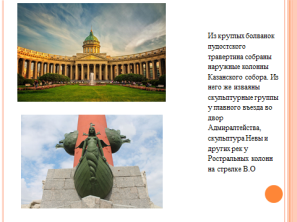 Из круглых болванок
пудостского
травертина собраны
наружные колонны
Казанского собора. Из
него же изваяны
скульптурные группы
у главного въезда во
двор
Адмиралтейства,
скульптура Невы и
других рек у
Ростральных колонн
на стрелке В.О